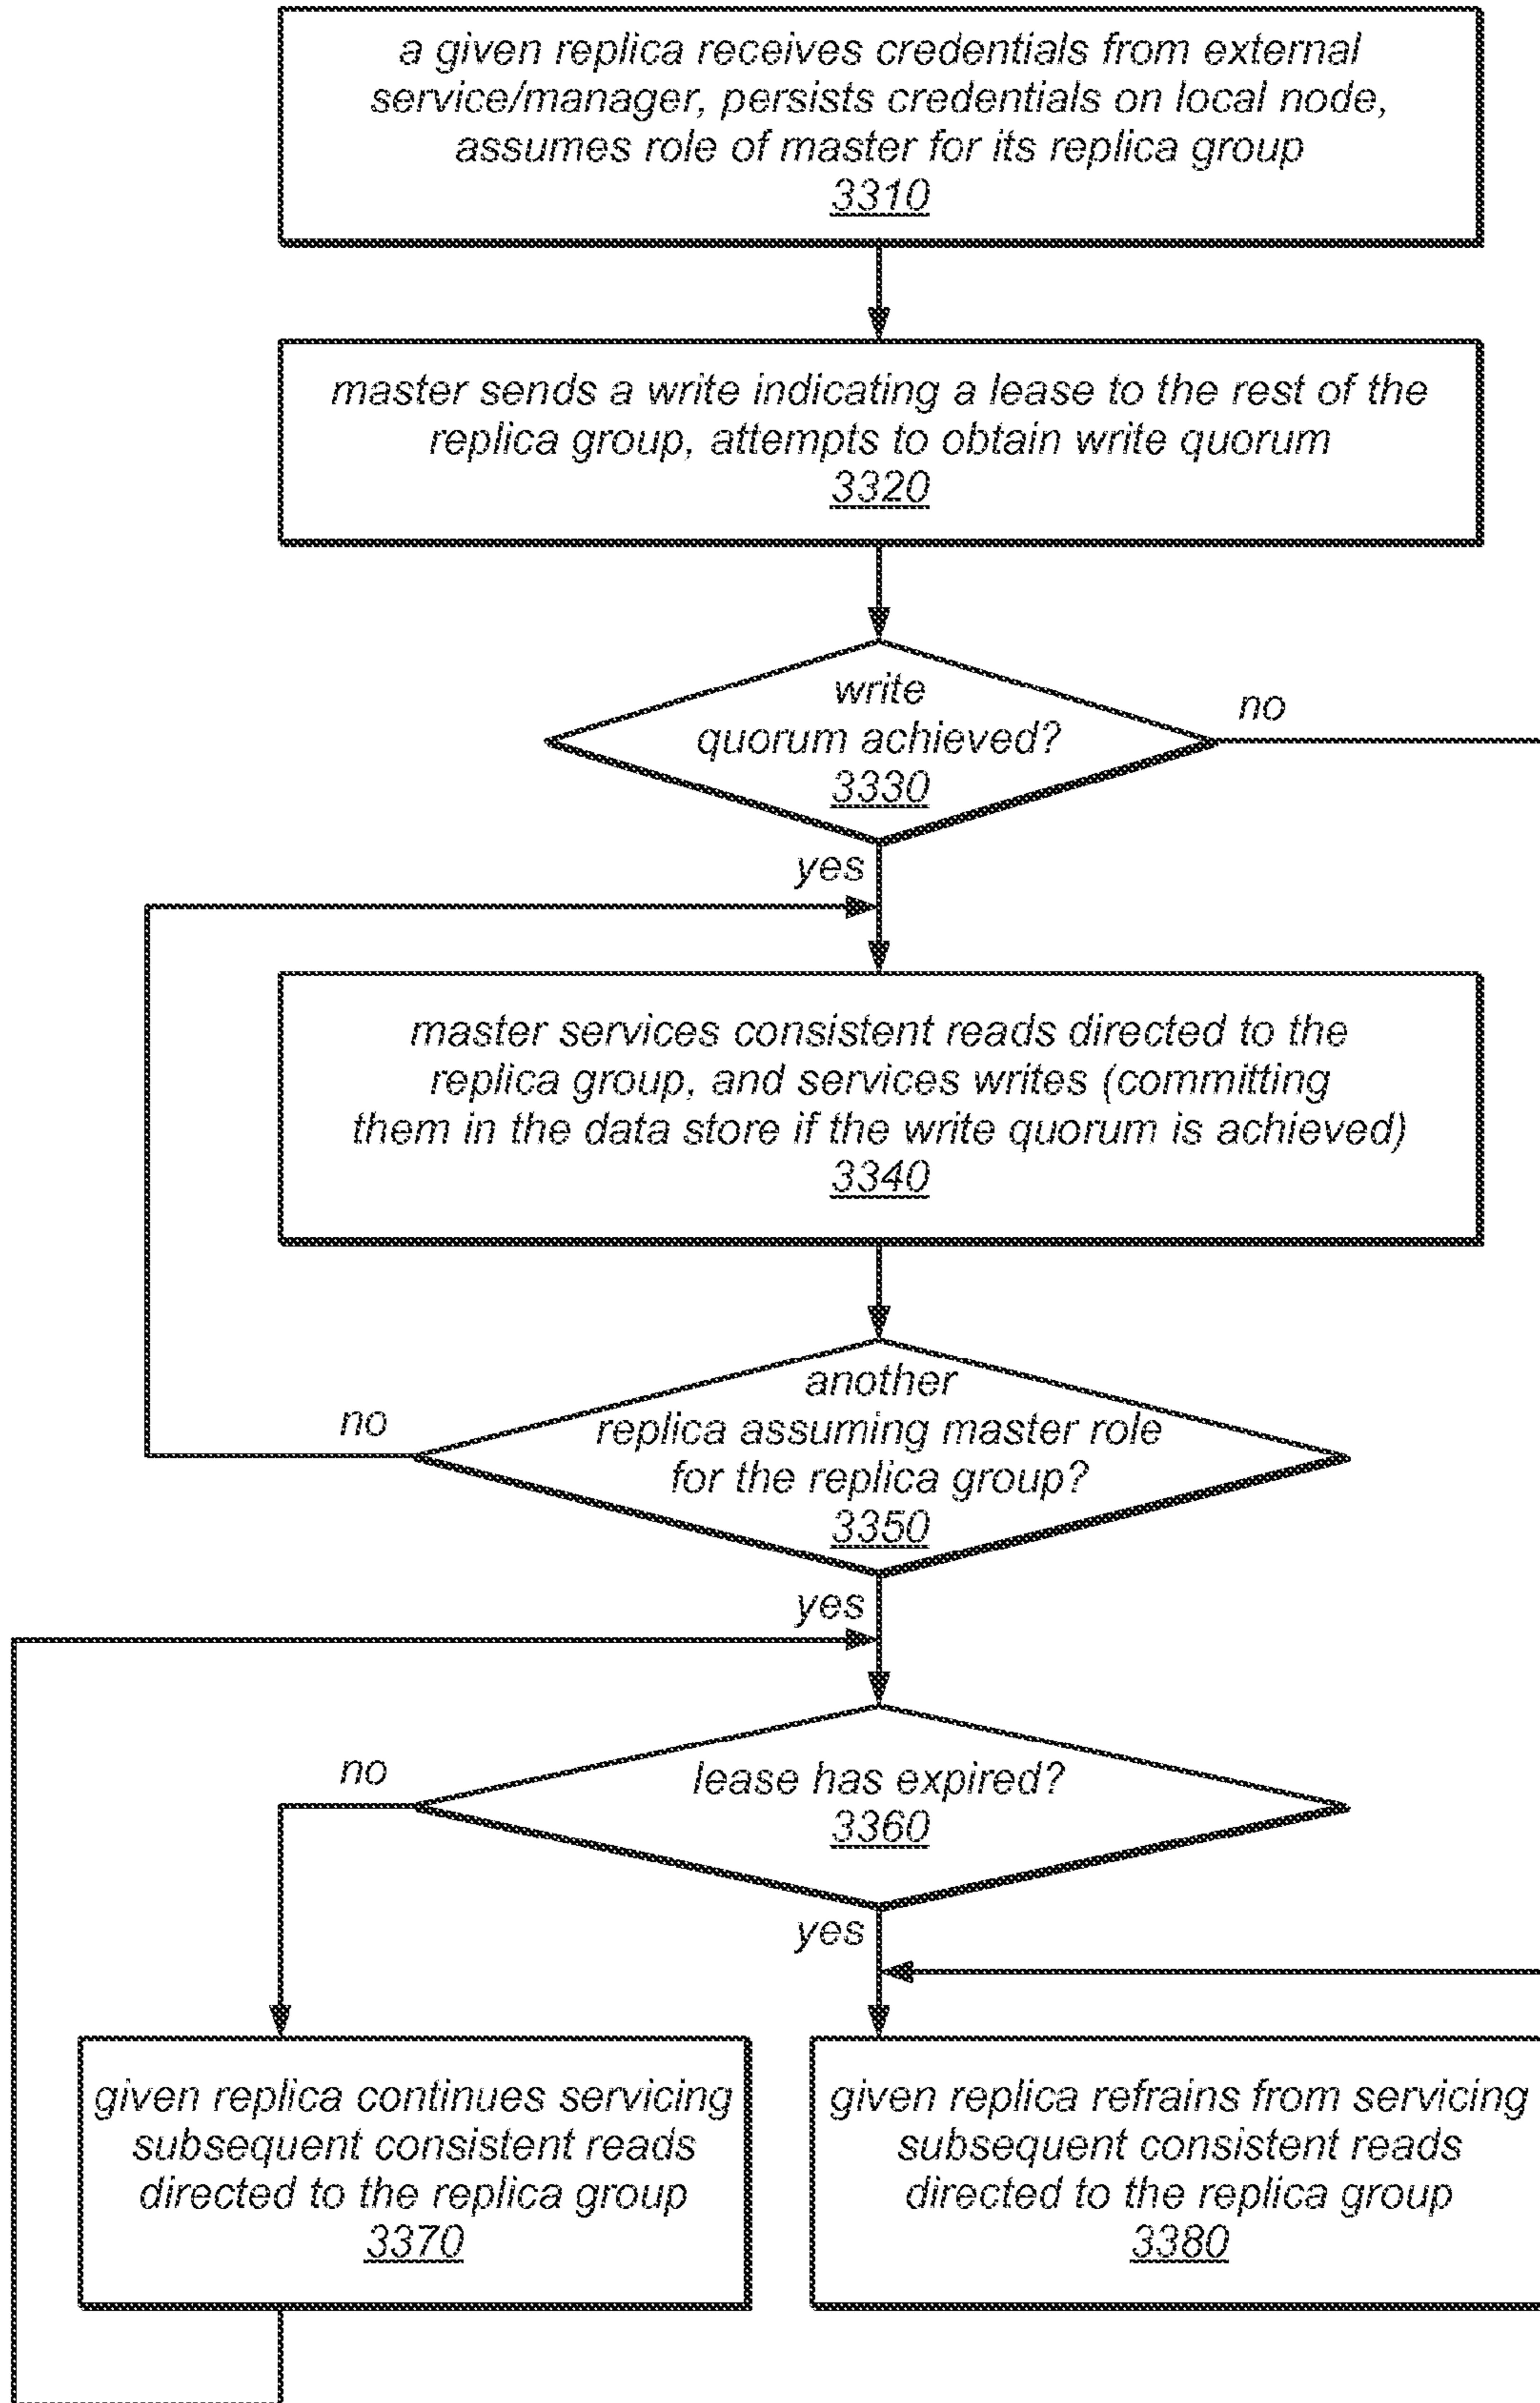 a given replica receives credentials from external
service/manager, persists credentials on local node,
assumes role of master for its replica group
3310
master sends a write indicating a lease to the rest of the
replica group, attempts to obtain write quorum
3320
write
quorum achieved?
3330
no
yes
master services consistent reads directed to the
replica group, and services writes (committing
them in the data store if the write quorum is achieved)
3340
another
replica assuming master role
for the replica group?
3350
no
yes
lease has expired?
3360
no
yes
given replica continues servicing
subsequent consistent reads
directed to the replica group
3370
given replica refrains from servicing
subsequent consistent reads
directed to the replica group
3380